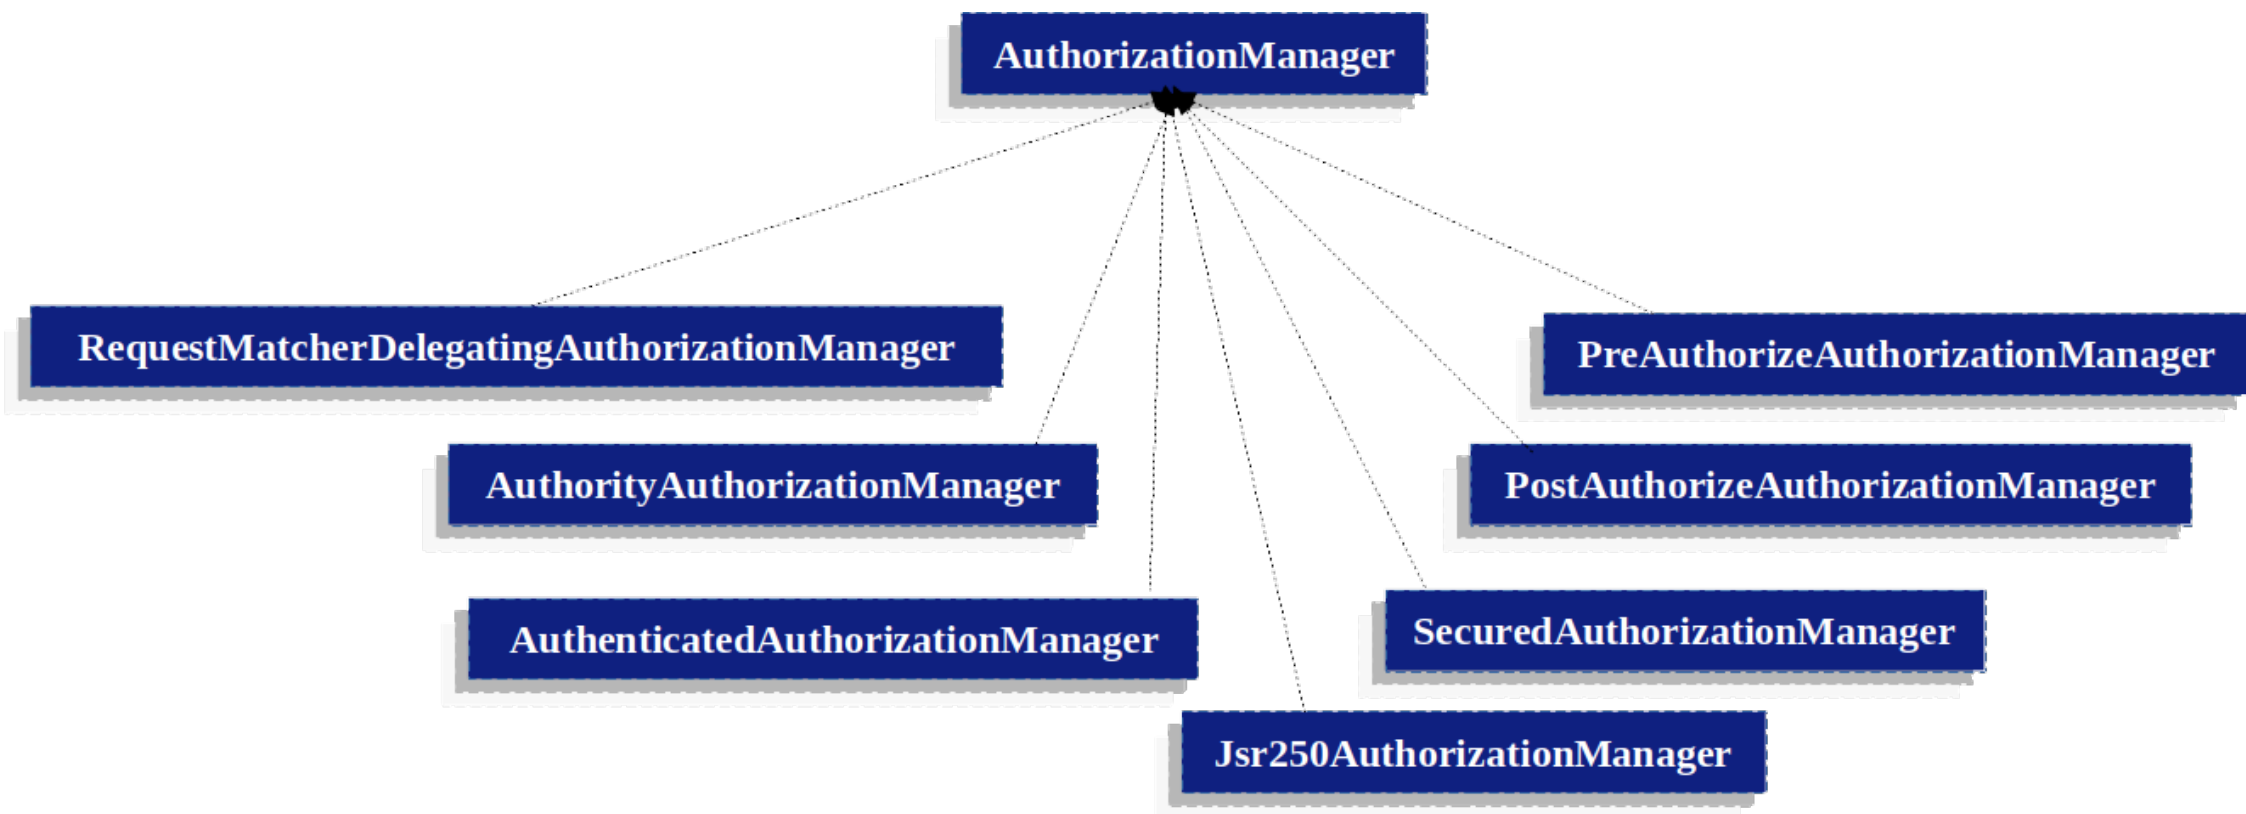 AuthorizationManager
RequestMatcherDelegatingAuthorizationManager
PreAuthorizeAuthorizationManager
AuthorityAuthorizationManager
PostAuthorizeAuthorizationManager
AuthenticatedAuthorizationManager
SecuredAuthorizationManager
Jsr250AuthorizationManager